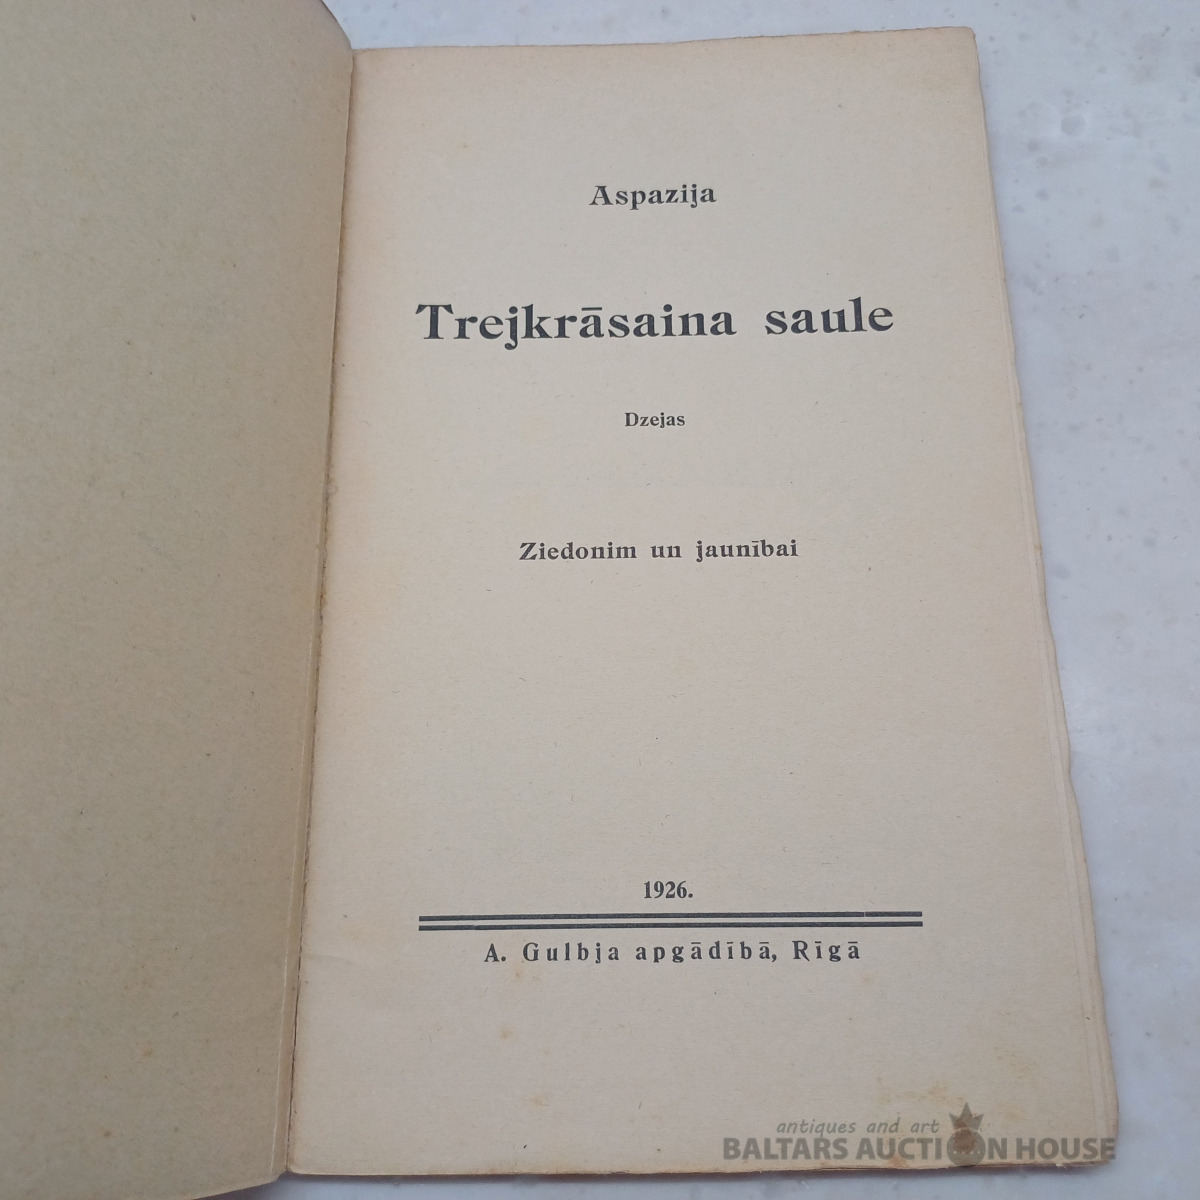 Aspazija
Trejkrāsaina saule
Dzejas
Ziedonim un jaunībai
1926.
A. Gulbja apgādībā, Rīgā
antiques and art
BALTARS AUCTION HOUSE